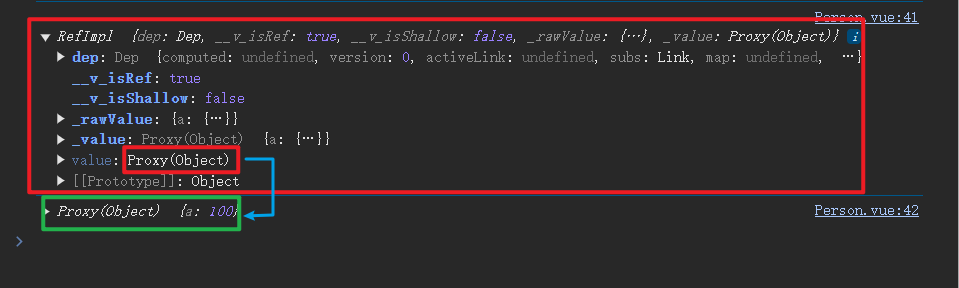 Person.vue:41
RefImpl {dep: Dep, __v_isRef: true, __v_isShallow: false, _rawValue: {…}, _value: Proxy(Object)} i
dep: Dep {computed: undefined, version: 0, activeLink: undefined, subs: Link, map: undefined, …}
__v_isRef: true
__v_isShallow: false
_rawValue: {a: {…}}
_value: Proxy(Object) {a: {…}}
value: Proxy(Object)
[[Prototype]]: Object
Proxy(Object) {a: 100} Person.vue:42